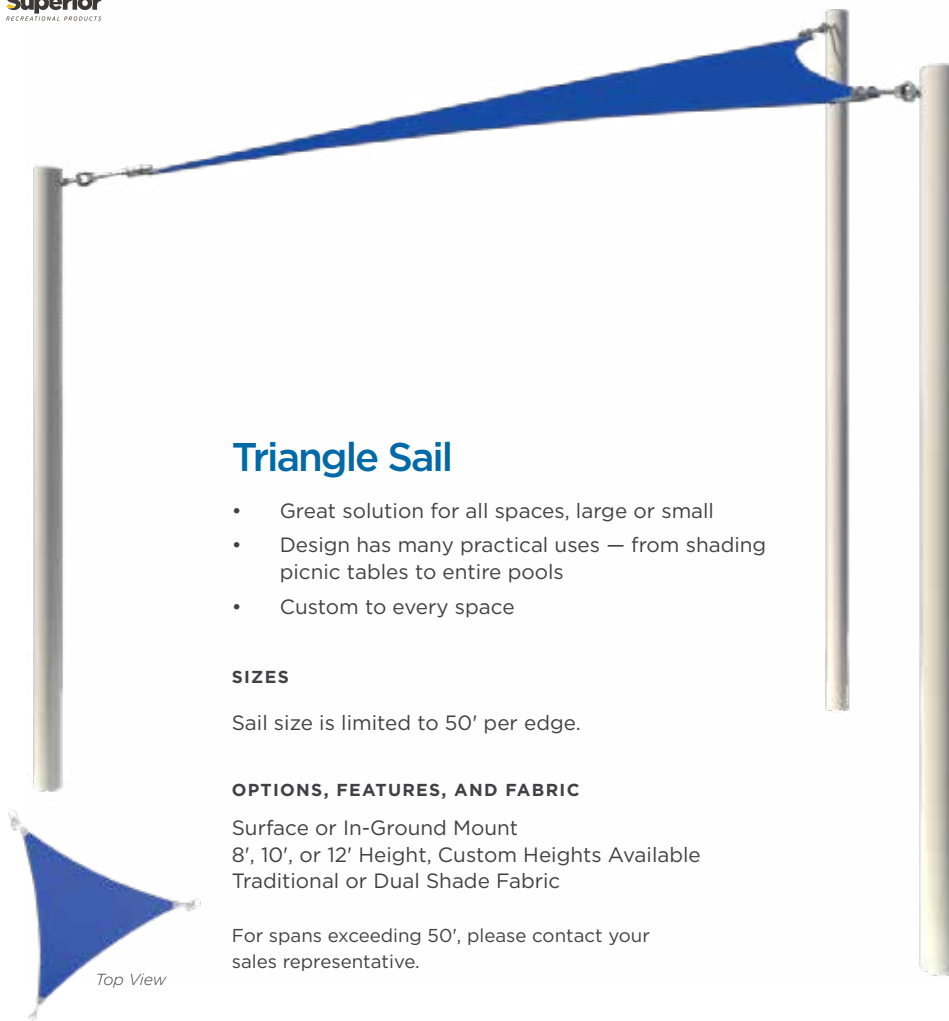 Superior
RECREATIONAL PRODUCTS
Triangle Sail
• Great solution for all spaces, large or small
• Design has many practical uses — from shading
picnic tables to entire pools
• Custom to every space
SIZES
Sail size is limited to 50' per edge.
OPTIONS, FEATURES, AND FABRIC
Surface or In-Ground Mount
8', 10', or 12' Height, Custom Heights Available
Traditional or Dual Shade Fabric
For spans exceeding 50', please contact your
sales representative.
Top View